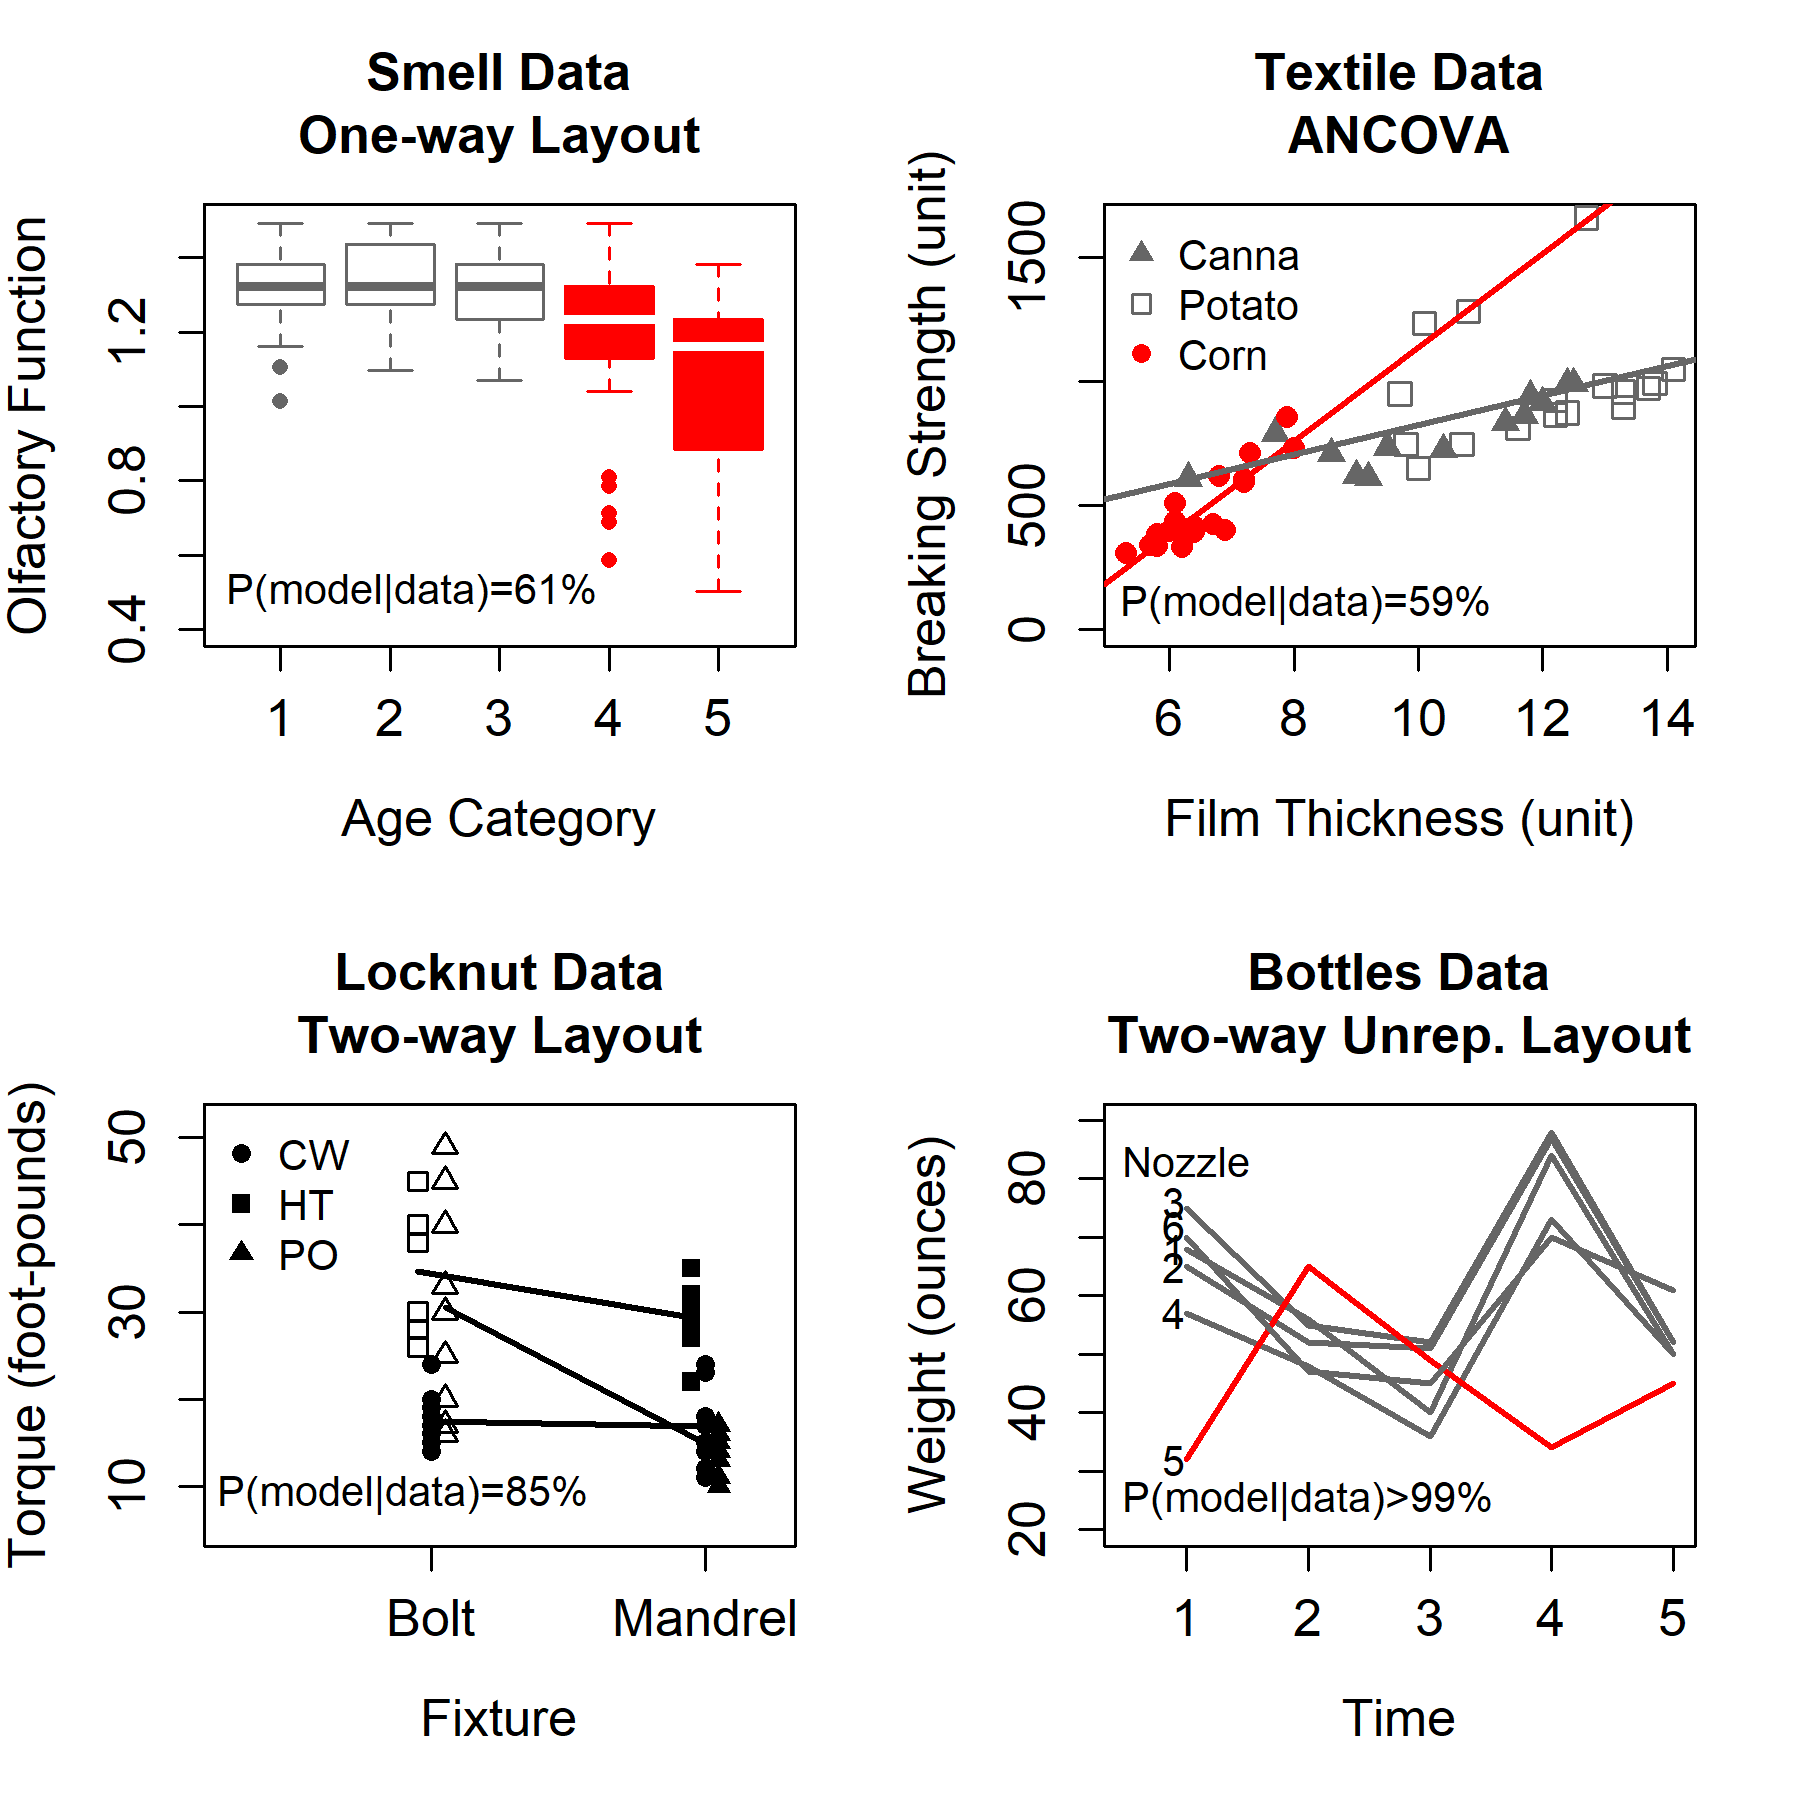 Smell Data
One-way Layout
Olfactory Function
0.4 0.8 1.2
P(model|data)=61%
1 2 3 4 5
Age Category
Textile Data
ANCOVA
Breaking Strength (unit)
0 500 1500
Canna
Potato
Corn
P(model|data)=59%
6 8 10 12 14
Film Thickness (unit)
Locknut Data
Two-way Layout
Torque (foot-pounds)
10 30 50
CW
HT
PO
P(model|data)=85%
Bolt Mandrel
Fixture
Bottles Data
Two-way Unrep. Layout
Weight (ounces)
20 40 60 80
Nozzle
3
6
1
2
4
5
P(model|data)>99%
1 2 3 4 5
Time